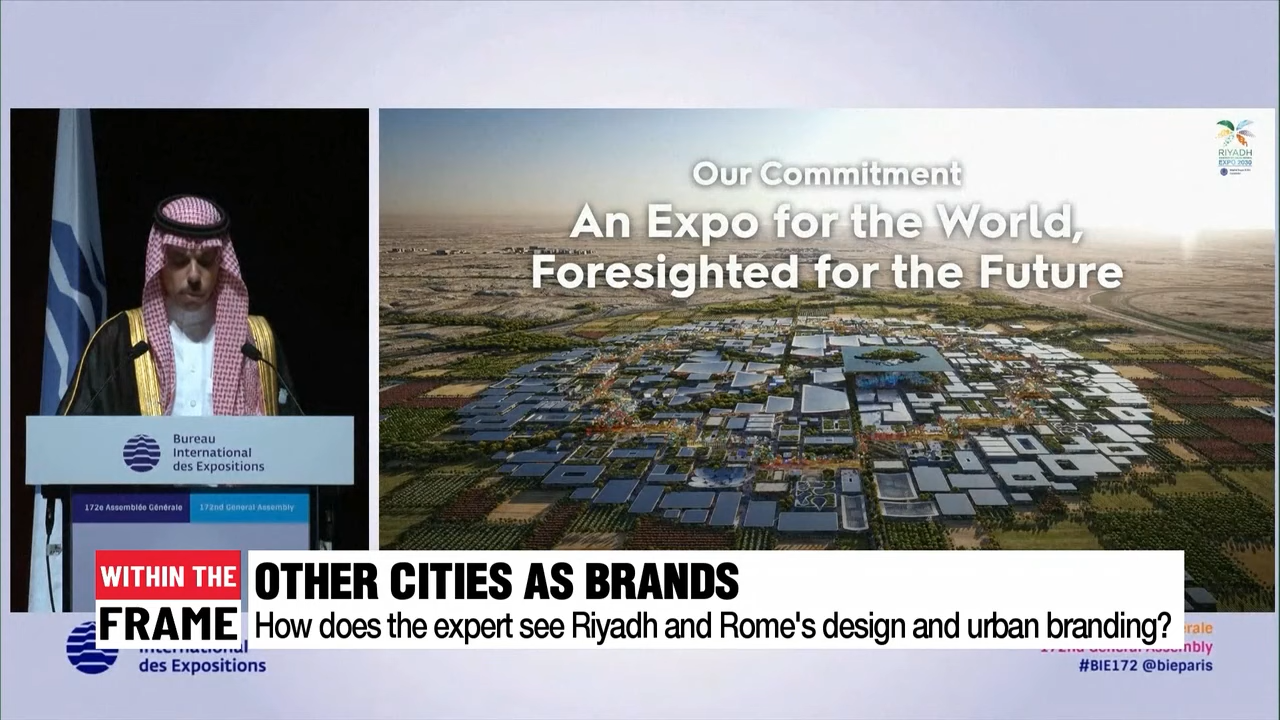 Our Commitment
An Expo for the World,
Foresighted for the Future
RIYADH
EXPO 2030
Bureau
International
des Expositions
172e Assemblée Générale
172nd General Assembly
WITHIN THE
FRAME
OTHER CITIES AS BRANDS
How does the expert see Riyadh and Rome's design and urban branding?
International
des Expositions
172nd General Assembly
#BIE172 @bieparis